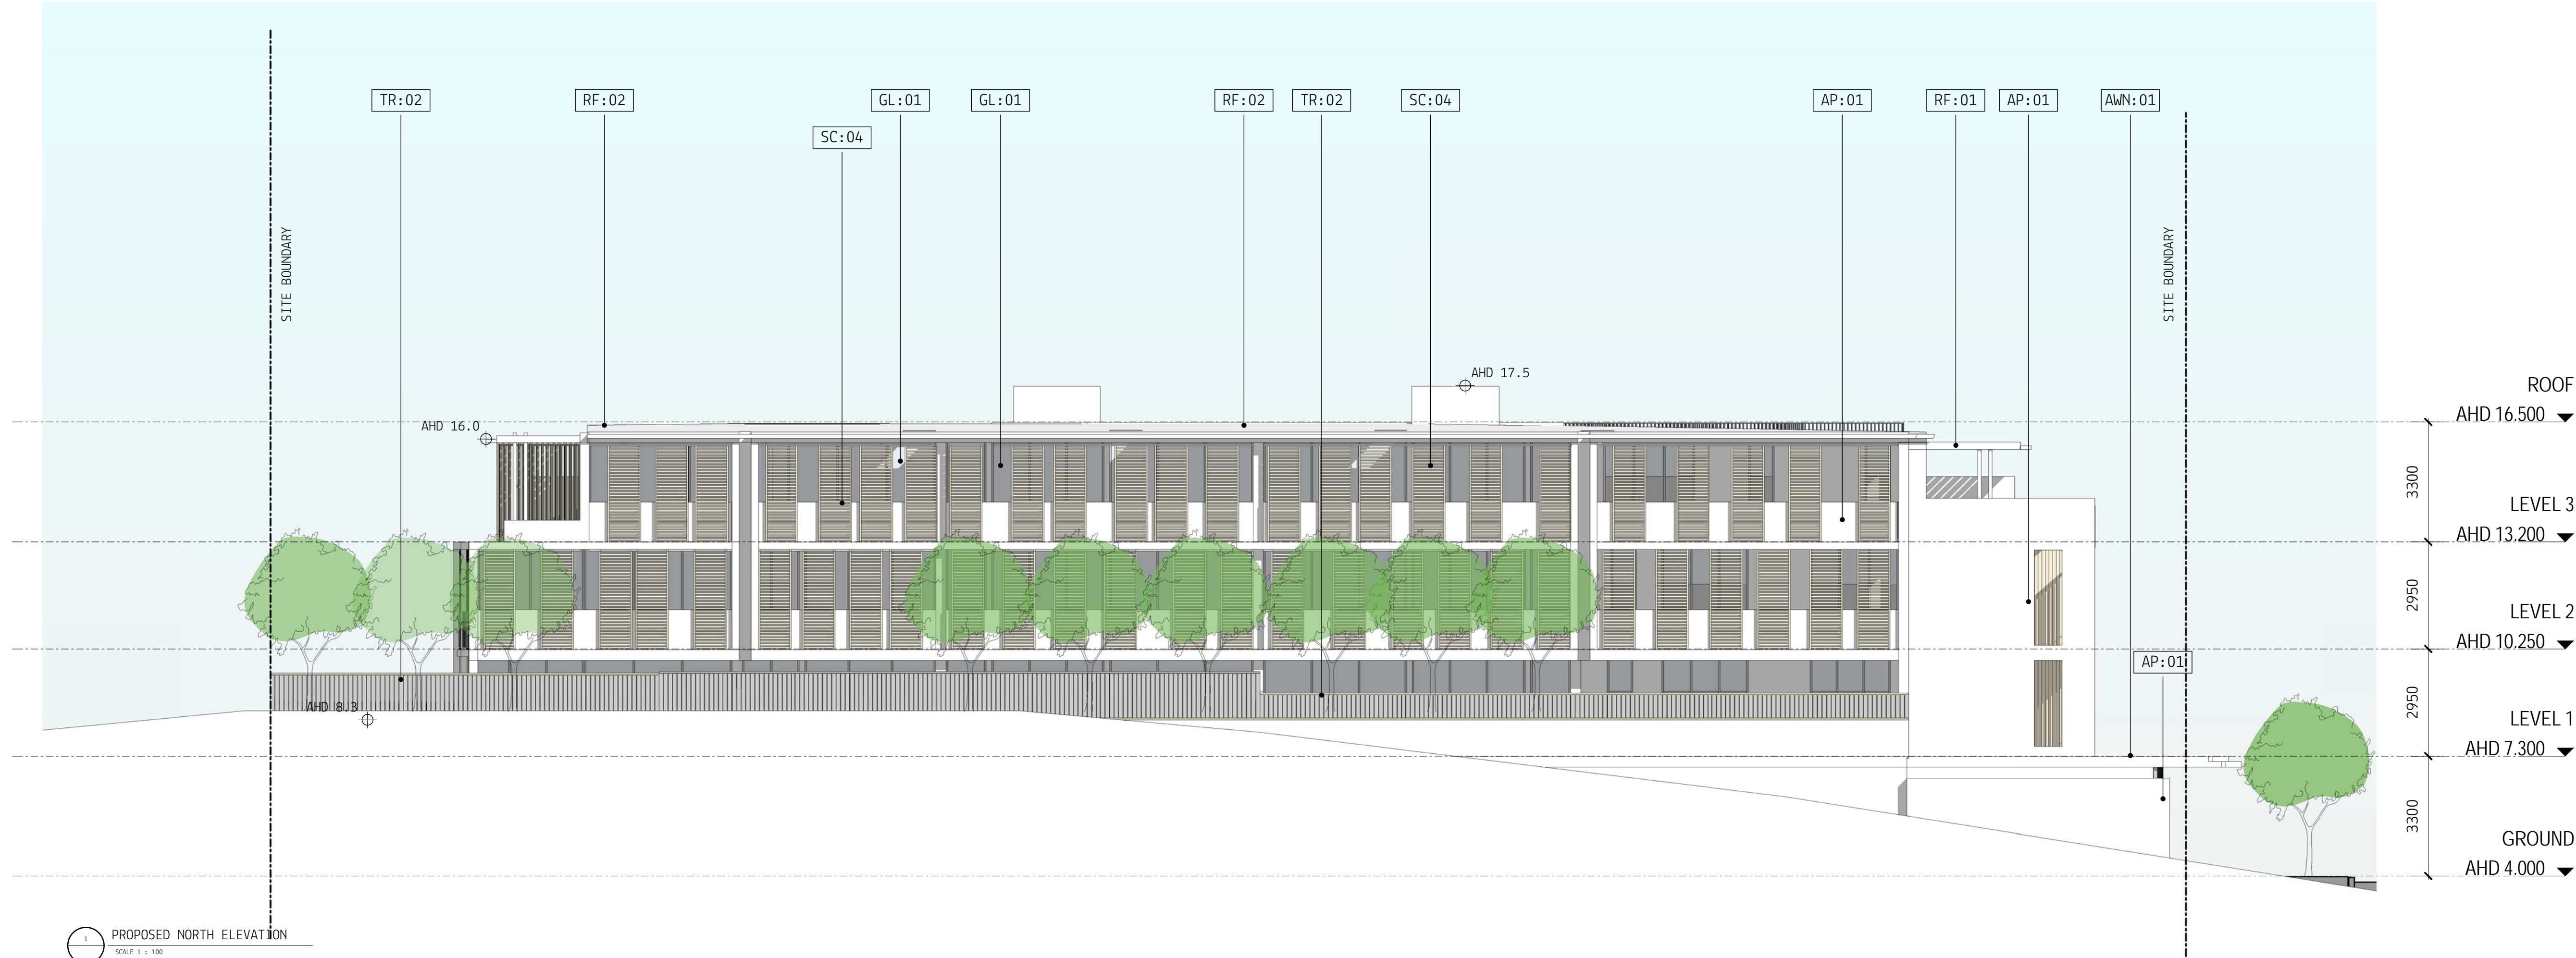 TR:02
RF:02
GL:01
GL:01
RF:02
TR:02
SC:04
AP:01
RF:01
AP:01
AWN:01
SC:04
SITE BOUNDARY
SITE BOUNDARY
AHD 17.5
AHD 16.0
ROOF
AHD 16.500
3300
LEVEL 3
AHD 13.200
2950
LEVEL 2
AHD 10.250
AP:01
AHD 8.3
2950
LEVEL 1
AHD 7.300
3300
GROUND
AHD 4.000
1
PROPOSED NORTH ELEVATION
SCALE 1 : 100